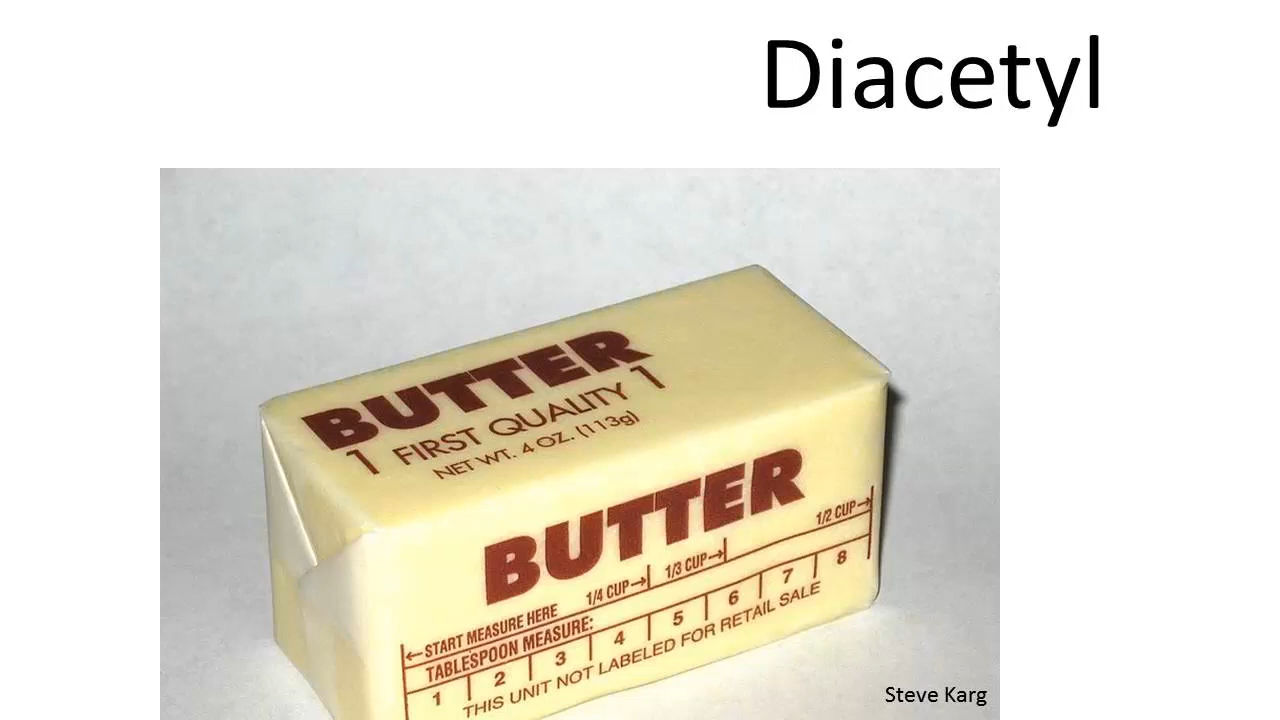 Diacetyl
BUTTER
1 FIRST QUALITY 1
NET WT. 4 OZ. (113g)
BUTTER
1/4 CUP→ 1/3 CUP→ 1/2 CUP→
←START MEASURE HERE
TABLESPOON MEASURE:
1 2 3 4 5 6 7 8
THIS UNIT NOT LABELED FOR RETAIL SALE
Steve Karg